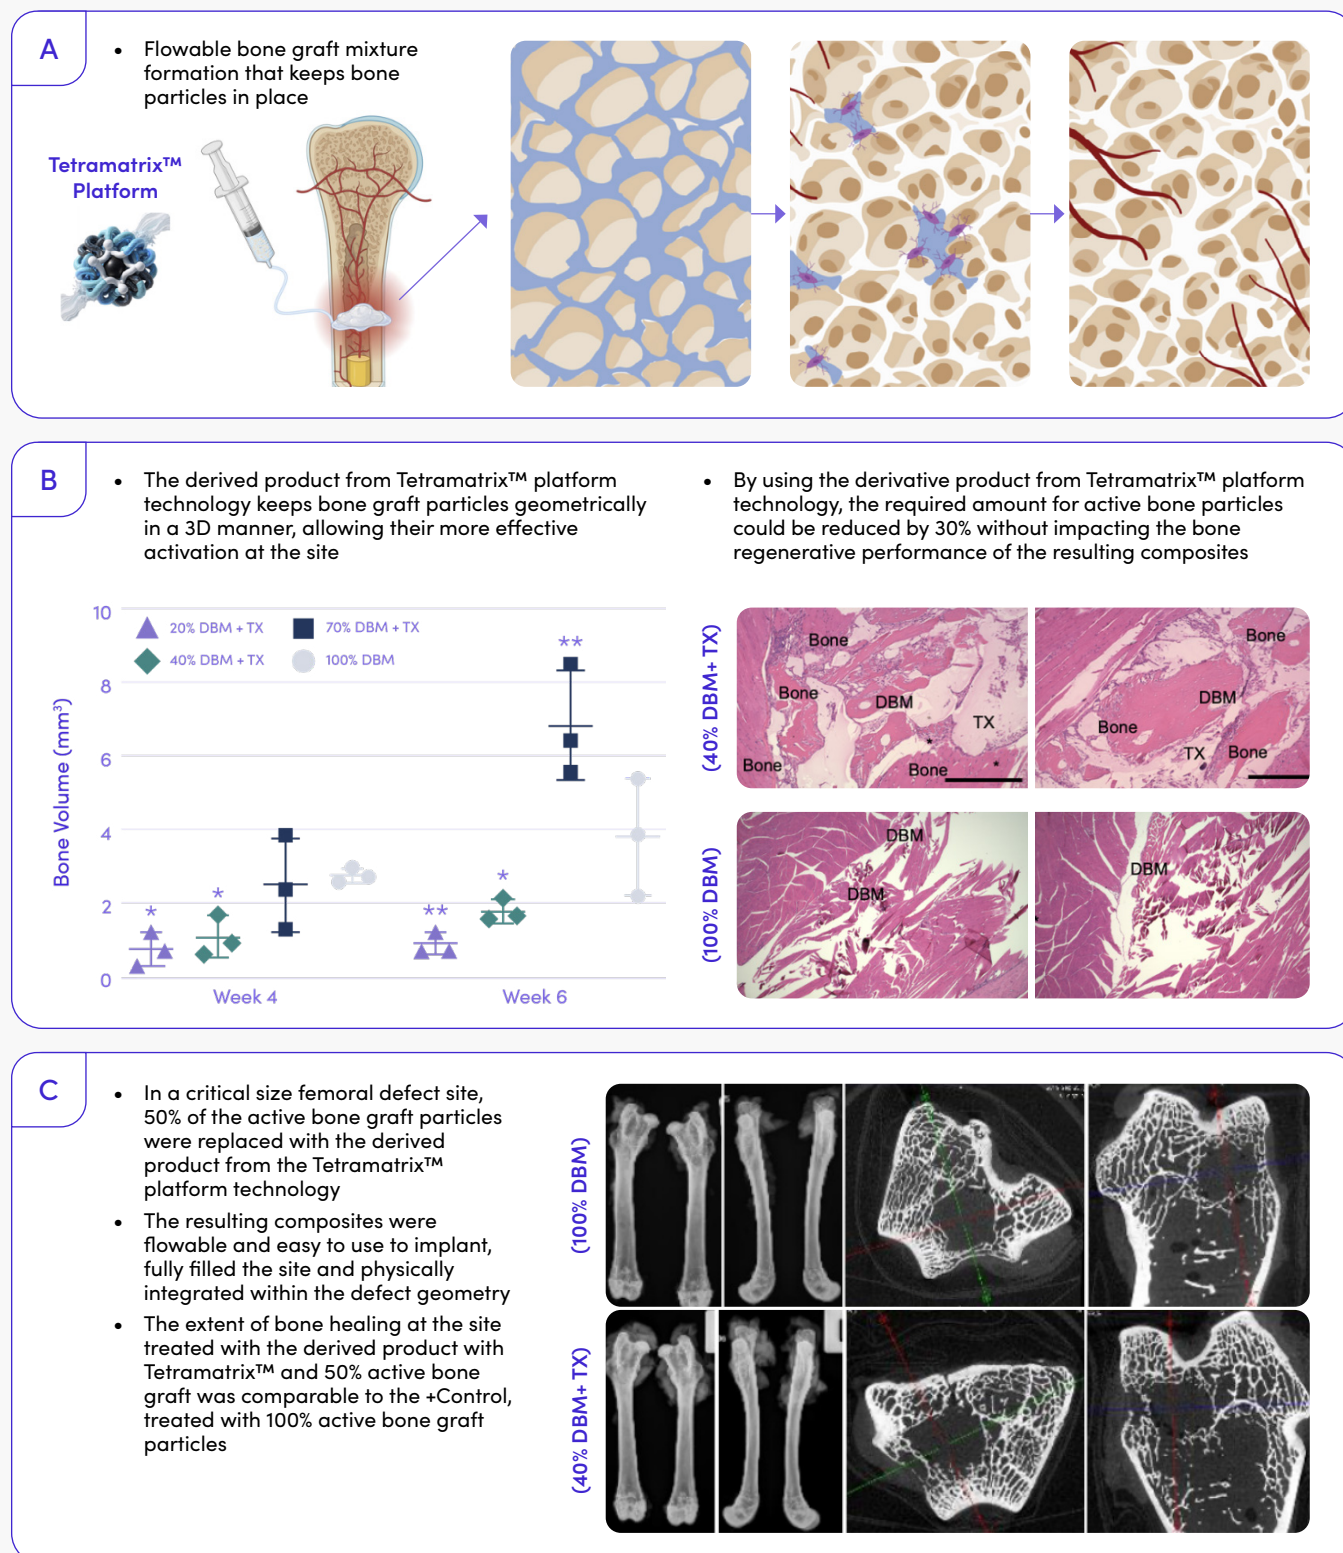 A
• Flowable bone graft mixture
formation that keeps bone
particles in place
Tetramatrix™
Platform
B
• The derived product from Tetramatrix™ platform
technology keeps bone graft particles geometrically
in a 3D manner, allowing their more effective
activation at the site
• By using the derivative product from Tetramatrix™ platform
technology, the required amount for active bone particles
could be reduced by 30% without impacting the bone
regenerative performance of the resulting composites
Bone Volume (mm³)
10
8
6
4
2
0
20% DBM + TX
70% DBM + TX
40% DBM + TX
100% DBM
*
*
**
*
**
Week 4
Week 6
(40% DBM+ TX)
Bone
Bone
DBM
TX
*
Bone
Bone
*
Bone
DBM
Bone
TX
Bone
(100% DBM)
DBM
DBM
DBM
C
• In a critical size femoral defect site,
50% of the active bone graft particles
were replaced with the derived
product from the Tetramatrix™
platform technology
• The resulting composites were
flowable and easy to use to implant,
fully filled the site and physically
integrated within the defect geometry
• The extent of bone healing at the site
treated with the derived product with
Tetramatrix™ and 50% active bone
graft was comparable to the +Control,
treated with 100% active bone graft
particles
(100% DBM)
(40% DBM+ TX)